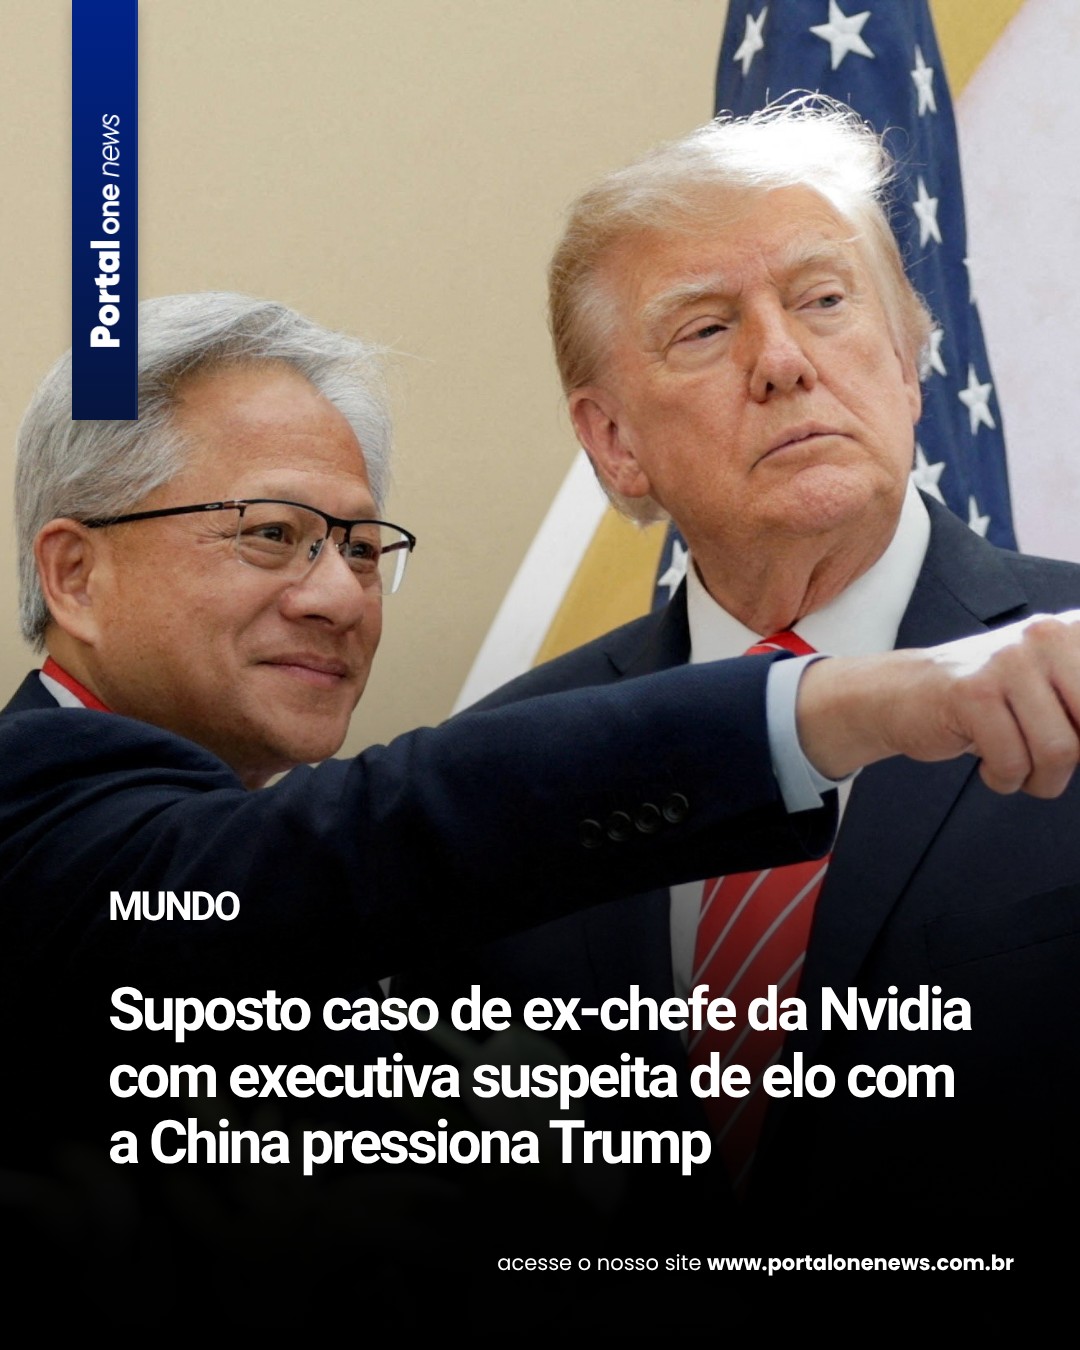 Portal one news
MUNDO
Suposto caso de ex-chefe da Nvidia
com executiva suspeita de elo com
a China pressiona Trump
acesse o nosso site www.portalonenews.com.br